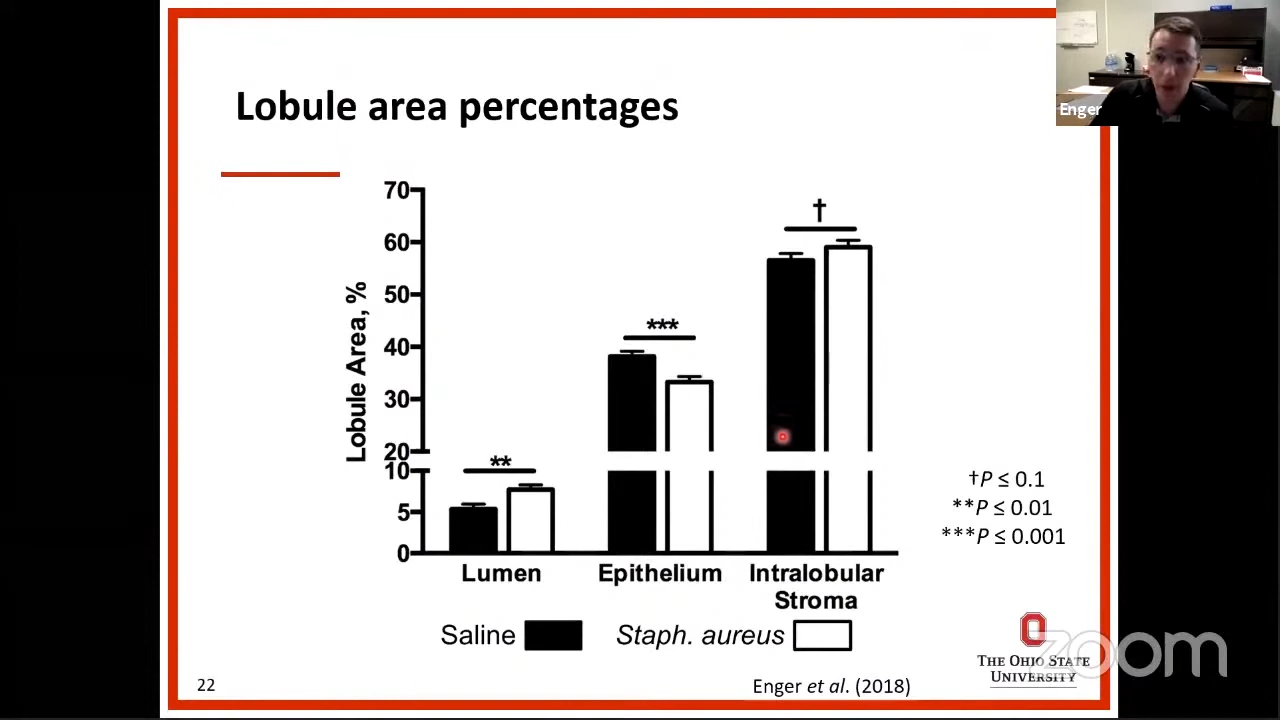 Lobule area percentages
Enger
70
60
50
40
30
20
10
5
0
Lobule Area, %
**
***
†
Lumen
Epithelium
Intralobular
Stroma
Saline
Staph. aureus
†P ≤ 0.1
**P ≤ 0.01
***P ≤ 0.001
THE OHIO STATE
UNIVERSITY
zoom
22
Enger et al. (2018)